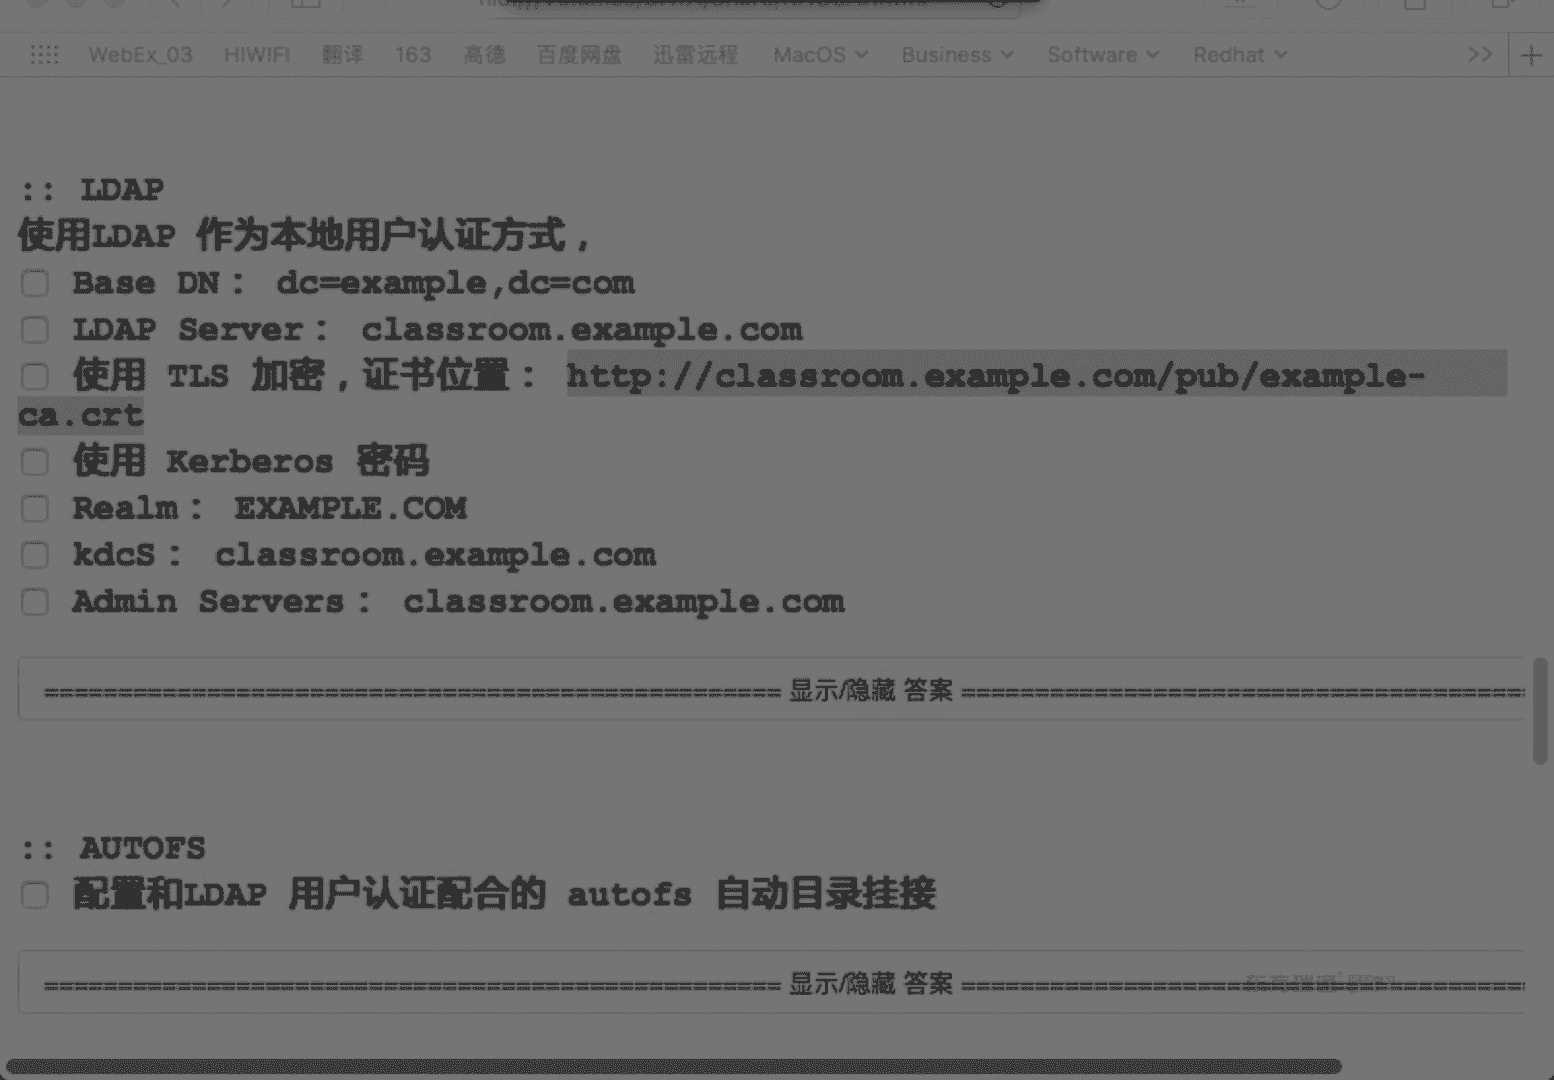 WebEx_03 HIWIFI 翻译 163 高德 百度网盘 迅雷远程 MacOS Business Software Redhat >> +
:: LDAP
使用LDAP 作为本地用户认证方式，
Base DN： dc=example,dc=com
LDAP Server： classroom.example.com
使用 TLS 加密，证书位置： http://classroom.example.com/pub/example-
ca.crt
使用 Kerberos 密码
Realm： EXAMPLE.COM
kdcS： classroom.example.com
Admin Servers： classroom.example.com
================================================== 显示/隐藏 答案 ======================================
:: AUTOFS
配置和LDAP 用户认证配合的 autofs 自动目录挂接
================================================== 显示/隐藏 答案 ======================================